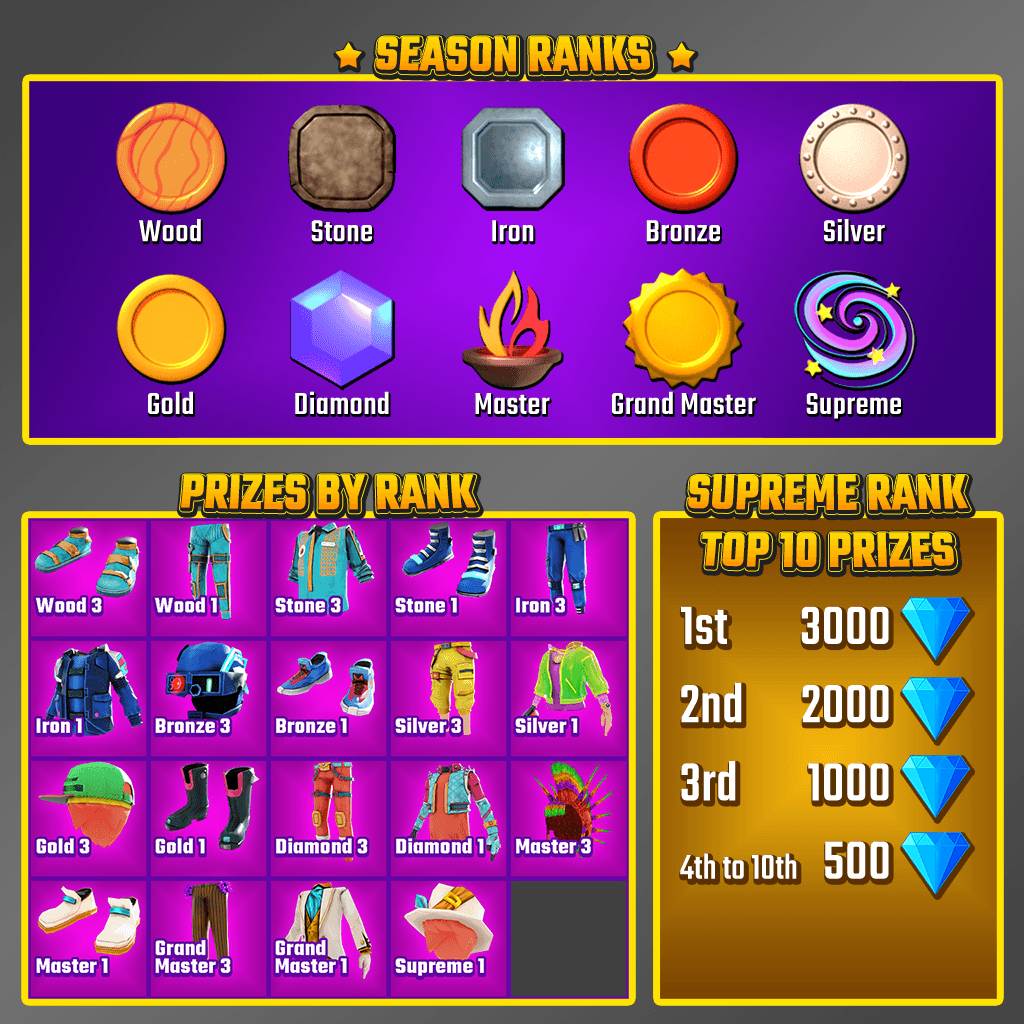 SEASON RANKS
Wood
Stone
Iron
Bronze
Silver
Gold
Diamond
Master
Grand Master
Supreme
PRIZES BY RANK
Wood 3
Wood 1
Stone 3
Stone 1
Iron 3
Iron 1
Bronze 3
Bronze 1
Silver 3
Silver 1
Gold 3
Gold 1
Diamond 3
Diamond 1
Master 3
Master 1
Grand
Master 3
Grand
Master 1
Supreme 1
SUPREME RANK
TOP 10 PRIZES
1st 3000
2nd 2000
3rd 1000
4th to 10th 500